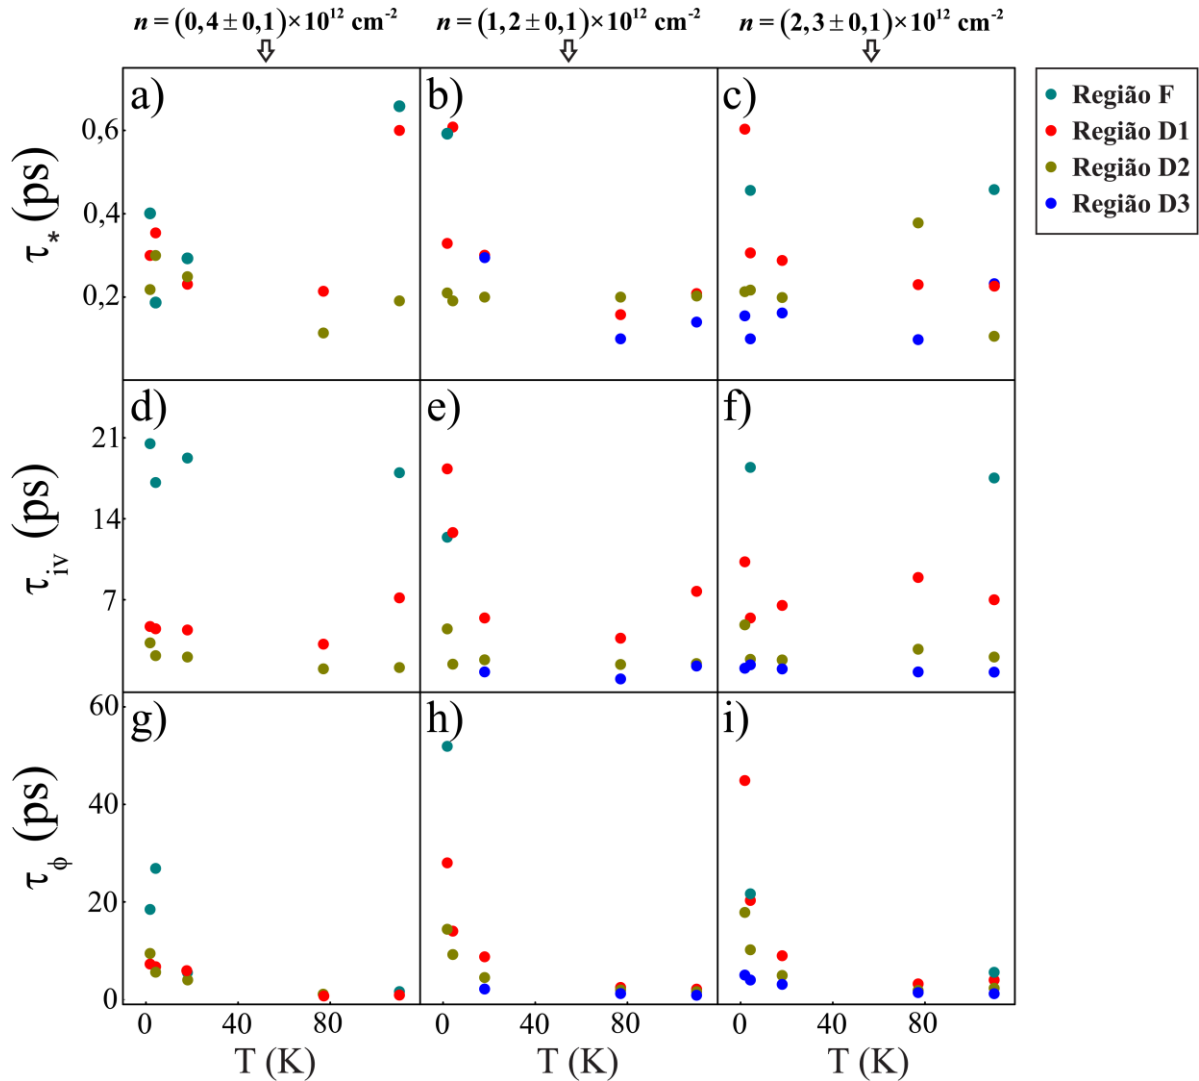 n = (0,4 ± 0,1)×10¹² cm⁻²
n = (1,2 ± 0,1)×10¹² cm⁻²
n = (2,3 ± 0,1)×10¹² cm⁻²
a)
b)
c)
Região F
Região D1
Região D2
Região D3
0,6
0,4
0,2
τ* (ps)
d)
e)
f)
21
14
7
τiv (ps)
g)
h)
i)
60
40
20
0
τϕ (ps)
0 40 80
0 40 80
0 40 80
T (K)
T (K)
T (K)